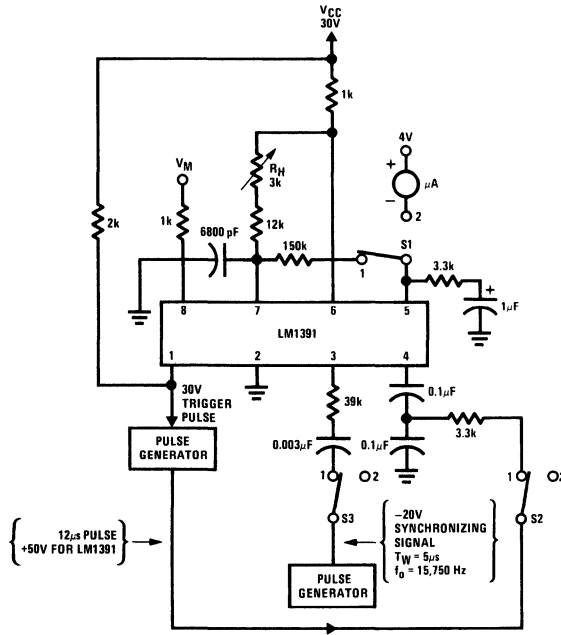 VCC
30V
1k
4V
+
VM
RH
3k
µA
−
2
2k
1k
6800 pF
12k
150k
S1
1
3.3k
+
1µF
8
7
6
5
LM1391
1
2
3
4
30V
TRIGGER
PULSE
39k
0.1µF
PULSE
GENERATOR
0.003µF
0.1µF
3.3k
1
2
1
2
12µs PULSE
+50V FOR LM1391
S3
−20V
SYNCHRONIZING
SIGNAL
TW = 5µs
fo = 15,750 Hz
S2
PULSE
GENERATOR